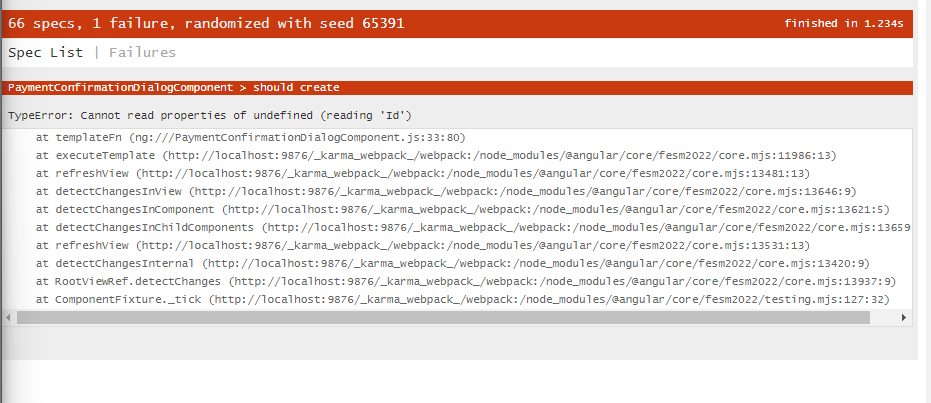 66 specs, 1 failure, randomized with seed 65391
finished in 1.234s
Spec List | Failures
PaymentConfirmationDialogComponent > should create
TypeError: Cannot read properties of undefined (reading 'Id')
at templateFn (ng:///PaymentConfirmationDialogComponent.js:33:80)
at executeTemplate (http://localhost:9876/_karma_webpack_/webpack:/node_modules/@angular/core/fesm2022/core.mjs:11986:13)
at refreshView (http://localhost:9876/_karma_webpack_/webpack:/node_modules/@angular/core/fesm2022/core.mjs:13481:13)
at detectChangesInView (http://localhost:9876/_karma_webpack_/webpack:/node_modules/@angular/core/fesm2022/core.mjs:13646:9)
at detectChangesInComponent (http://localhost:9876/_karma_webpack_/webpack:/node_modules/@angular/core/fesm2022/core.mjs:13621:5)
at detectChangesInChildComponents (http://localhost:9876/_karma_webpack_/webpack:/node_modules/@angular/core/fesm2022/core.mjs:13659
at refreshView (http://localhost:9876/_karma_webpack_/webpack:/node_modules/@angular/core/fesm2022/core.mjs:13531:13)
at detectChangesInternal (http://localhost:9876/_karma_webpack_/webpack:/node_modules/@angular/core/fesm2022/core.mjs:13420:9)
at RootViewRef.detectChanges (http://localhost:9876/_karma_webpack_/webpack:/node_modules/@angular/core/fesm2022/core.mjs:13937:9)
at ComponentFixture._tick (http://localhost:9876/_karma_webpack_/webpack:/node_modules/@angular/core/fesm2022/testing.mjs:127:32)